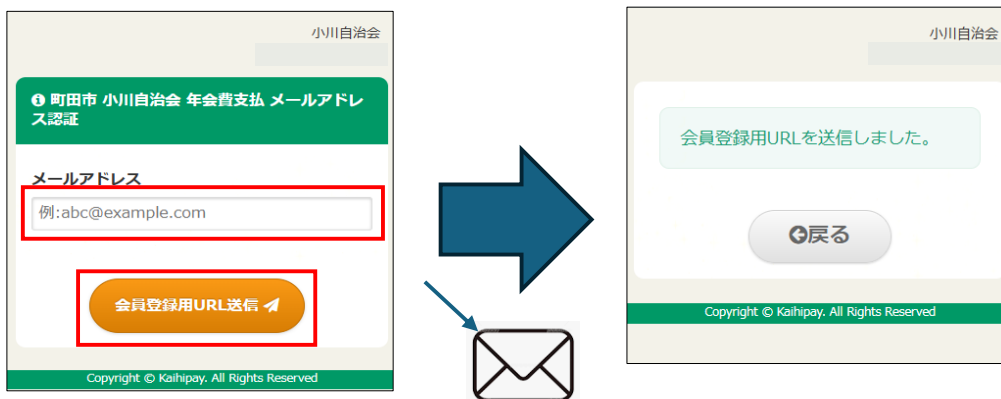 小川自治会
町田市 小川自治会 年会費支払 メールアドレ
ス認証
メールアドレス
例:abc@example.com
会員登録用URL送信
Copyright © Kaihipay. All Rights Reserved
小川自治会
会員登録用URLを送信しました。
戻る
Copyright © Kaihipay. All Rights Reserved